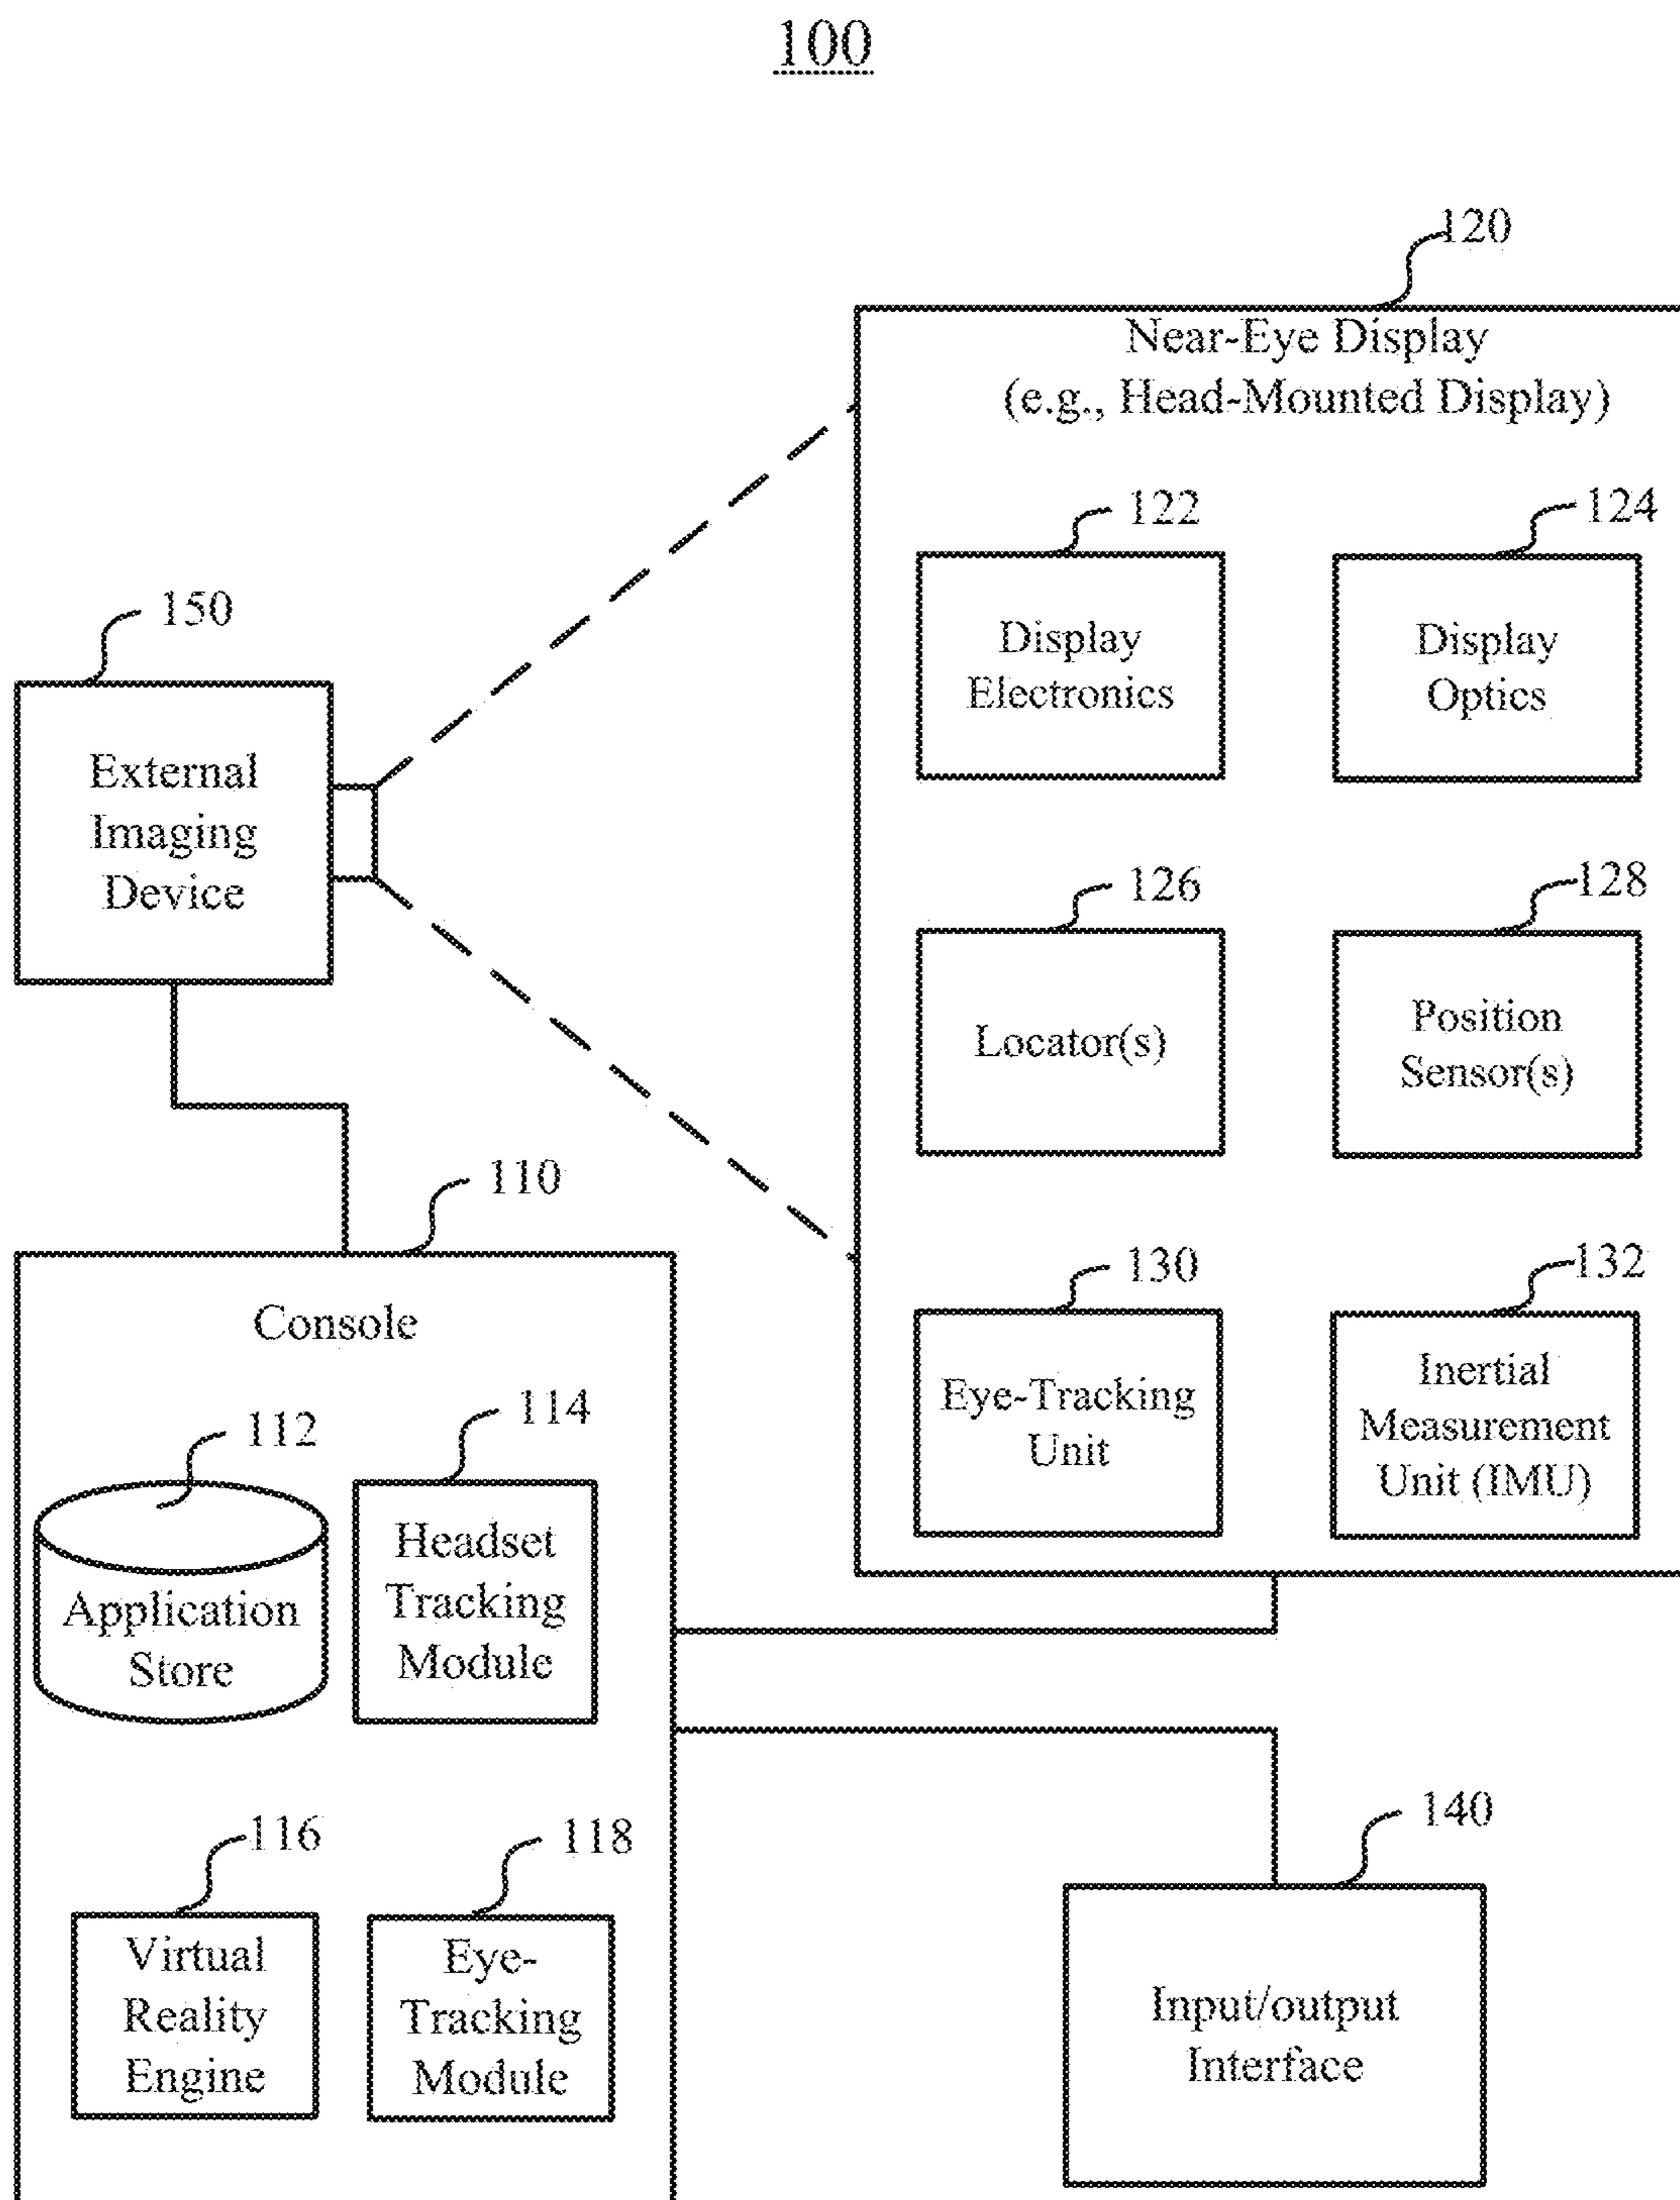 100
120
Near-Eye Display
(e.g., Head-Mounted Display)
122
124
Display
Electronics
Display
Optics
150
External
Imaging
Device
126
128
Locator(s)
Position
Sensor(s)
110
130
132
Console
Eye-Tracking
Unit
Inertial
Measurement
Unit (IMU)
112
114
Application
Store
Headset
Tracking
Module
116
118
140
Virtual
Reality
Engine
Eye-
Tracking
Module
Input/output
Interface